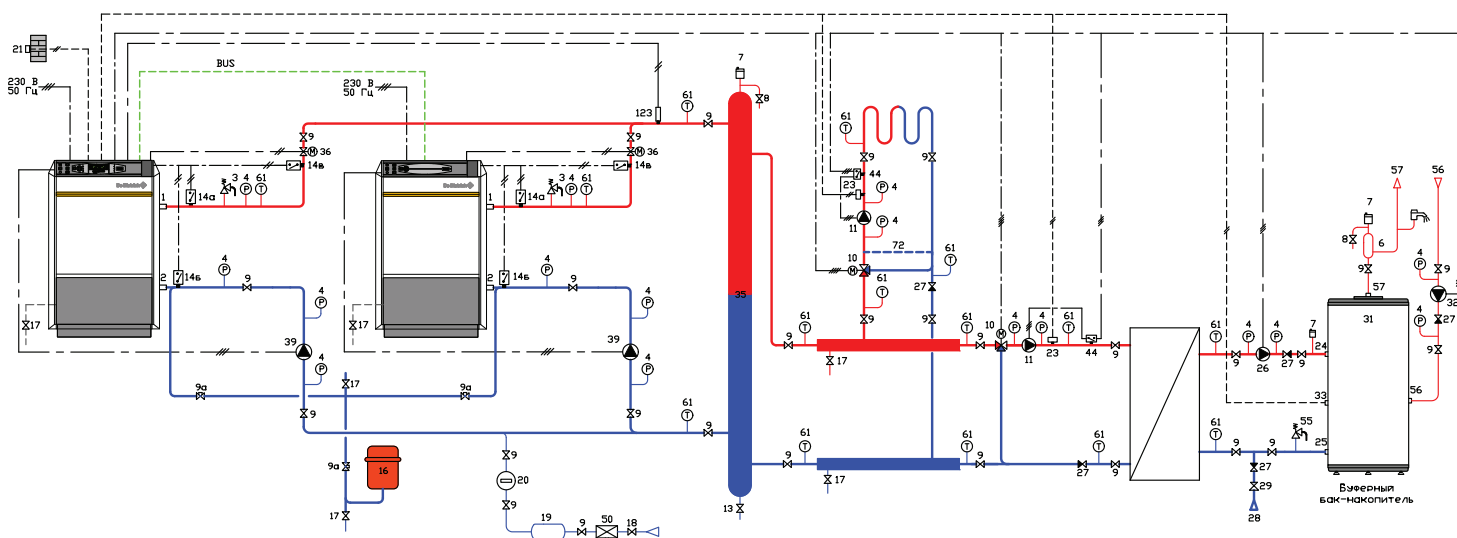 21
230 В
50 Гц
BUS
230 В
50 Гц
9
М 36
14в
14а
3 4 61
Р Т
1
2
14б
4
Р
9
4
Р
39
4
Р
9а
9
17
9
М 36
14в
14а
3 4 61
Р Т
1
2
14б
4
Р
9
4
Р
39
4
Р
9а
9
17
123
61
Т
9
7
8
35
61
Т
9
13
17
9а
16
17
9
20
9
19
9
50
18
61
Т
9
9
44
23
4
Р
11
4
Р
72
10
М
61
Т
61
Т
27
9
9
61
Т
9
17
61
Т
9
10
М
4
Р
11
4
Р
23
61
Т
44
9
61
Т
9
17
61
Т
9
27
61
Т
9
61
Т
9
4
Р
26
4
Р
27
9
7
24
33
25
61
Т
9
27
29
28
9
55
7
8
6
9
57
57
56
4
Р
9
32
27
4
Р
9
56
31
Буферный
бак-накопитель